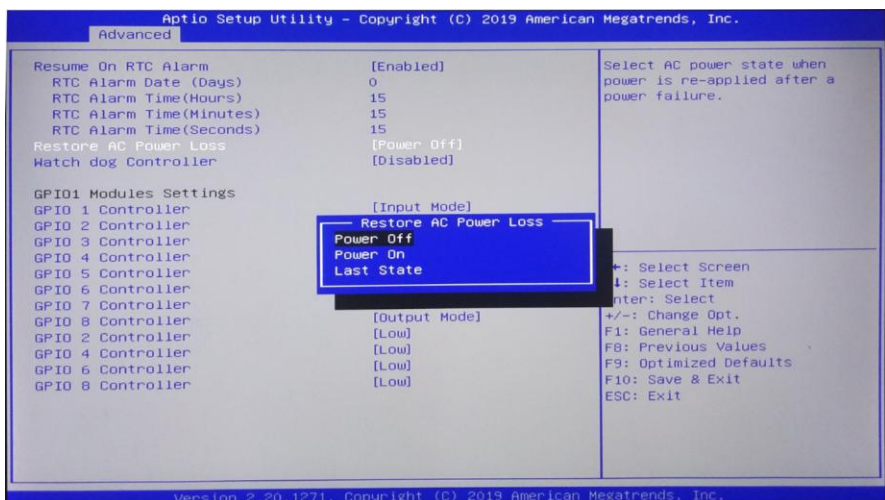 Aptio Setup Utility – Copyright (C) 2019 American Megatrends, Inc.
Advanced
Resume On RTC Alarm [Enabled]
RTC Alarm Date (Days) 0
RTC Alarm Time(Hours) 15
RTC Alarm Time(Minutes) 15
RTC Alarm Time(Seconds) 15
Restore AC Power Loss [Power Off]
Watch dog Controller [Disabled]
GPIO1 Modules Settings
GPIO 1 Controller [Input Mode]
GPIO 2 Controller
GPIO 3 Controller
GPIO 4 Controller
GPIO 5 Controller
GPIO 6 Controller
GPIO 7 Controller
GPIO 8 Controller [Output Mode]
GPIO 2 Controller [Low]
GPIO 4 Controller [Low]
GPIO 6 Controller [Low]
GPIO 8 Controller [Low]
Restore AC Power Loss
Power Off
Power On
Last State
Select AC power state when
power is re-applied after a
power failure.
: Select Screen
: Select Item
nter: Select
+/-: Change Opt.
F1: General Help
F8: Previous Values
F9: Optimized Defaults
F10: Save & Exit
ESC: Exit
Version 2.20.1271. Copyright (C) 2019 American Megatrends, Inc.